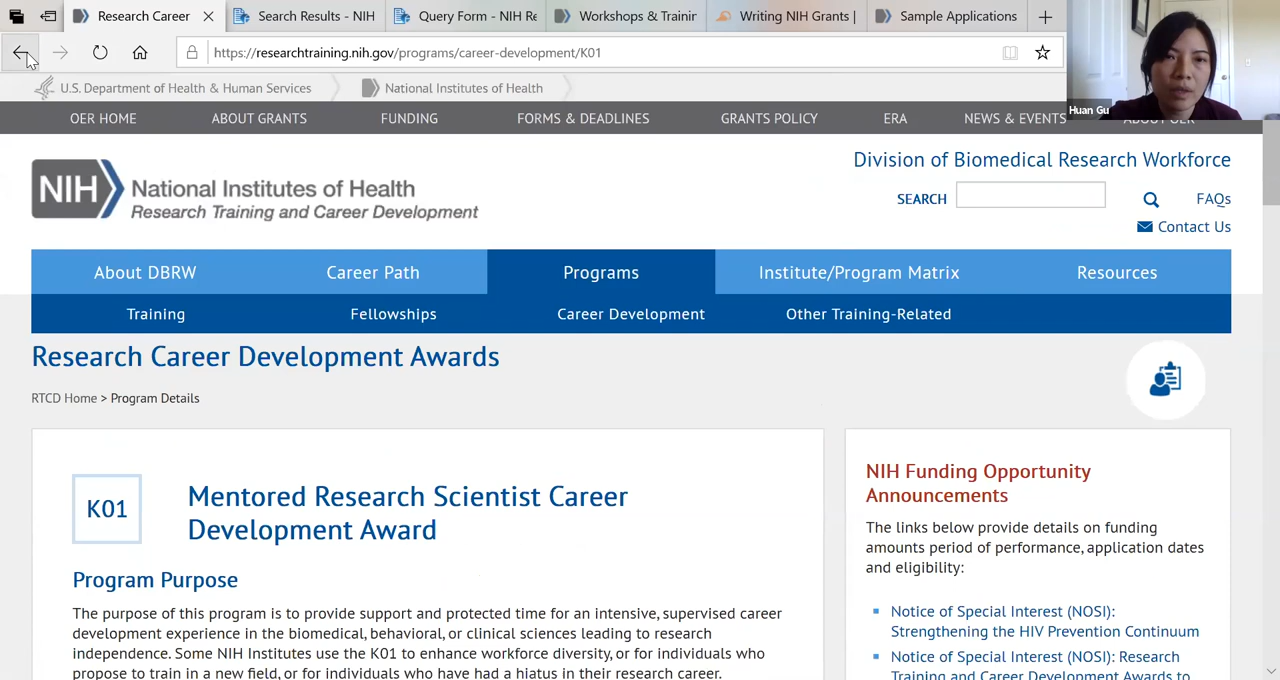 Research Career
Search Results - NIH
Query Form - NIH Re
Workshops & Trainin
Writing NIH Grants |
Sample Applications
https://researchtraining.nih.gov/programs/career-development/K01
Huan Gu
U.S. Department of Health & Human Services
National Institutes of Health
OER HOME
ABOUT GRANTS
FUNDING
FORMS & DEADLINES
GRANTS POLICY
ERA
NEWS & EVENTS
ABOUT OER
NIH
National Institutes of Health
Research Training and Career Development
Division of Biomedical Research Workforce
SEARCH
FAQs
Contact Us
About DBRW
Career Path
Programs
Institute/Program Matrix
Resources
Training
Fellowships
Career Development
Other Training-Related
Research Career Development Awards
RTCD Home > Program Details
K01
Mentored Research Scientist Career
Development Award
Program Purpose
The purpose of this program is to provide support and protected time for an intensive, supervised career
development experience in the biomedical, behavioral, or clinical sciences leading to research
independence. Some NIH Institutes use the K01 to enhance workforce diversity, or for individuals who
propose to train in a new field, or for individuals who have had a hiatus in their research career.
NIH Funding Opportunity
Announcements
The links below provide details on funding
amounts period of performance, application dates
and eligibility:
Notice of Special Interest (NOSI):
Strengthening the HIV Prevention Continuum
Notice of Special Interest (NOSI): Research
Training and Career Development Awards to